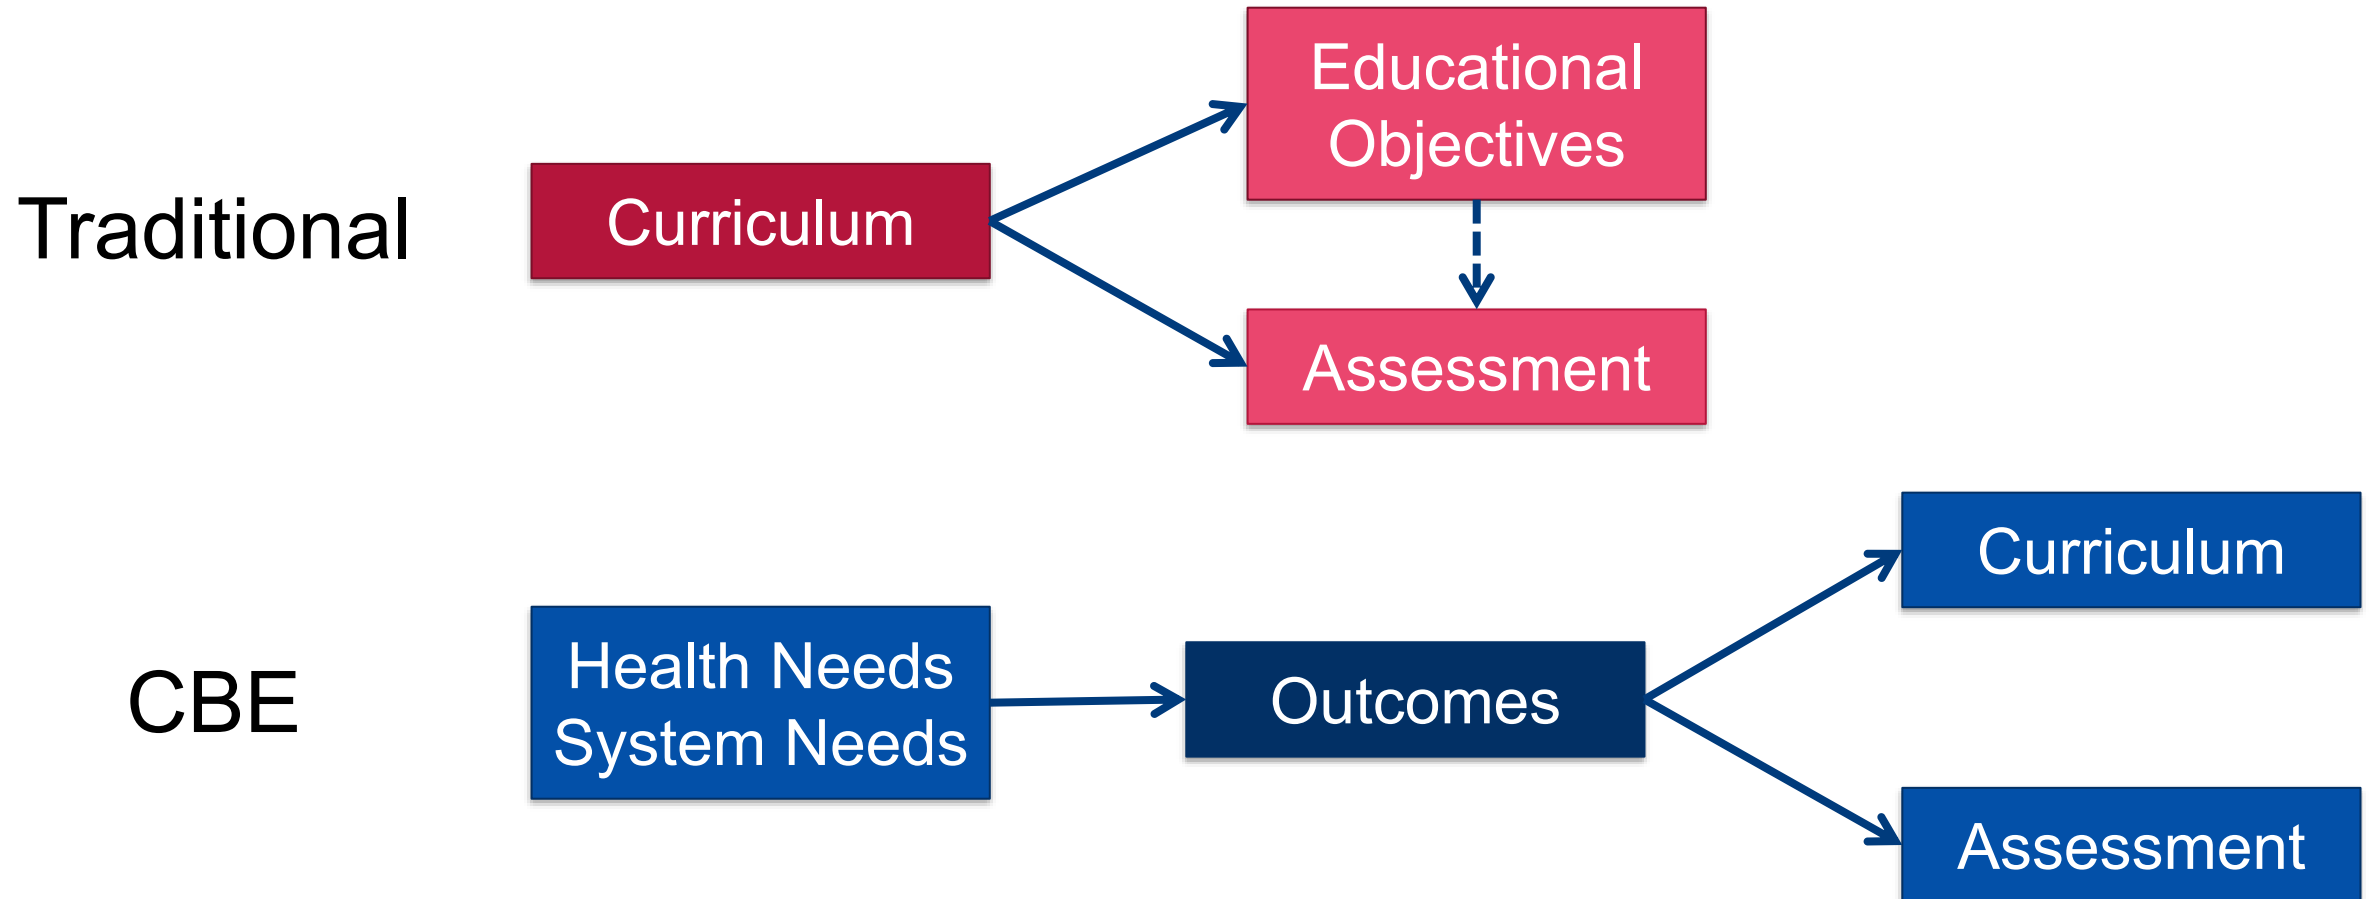 Traditional
Curriculum
Educational
Objectives
Assessment
CBE
Health Needs
System Needs
Outcomes
Curriculum
Assessment